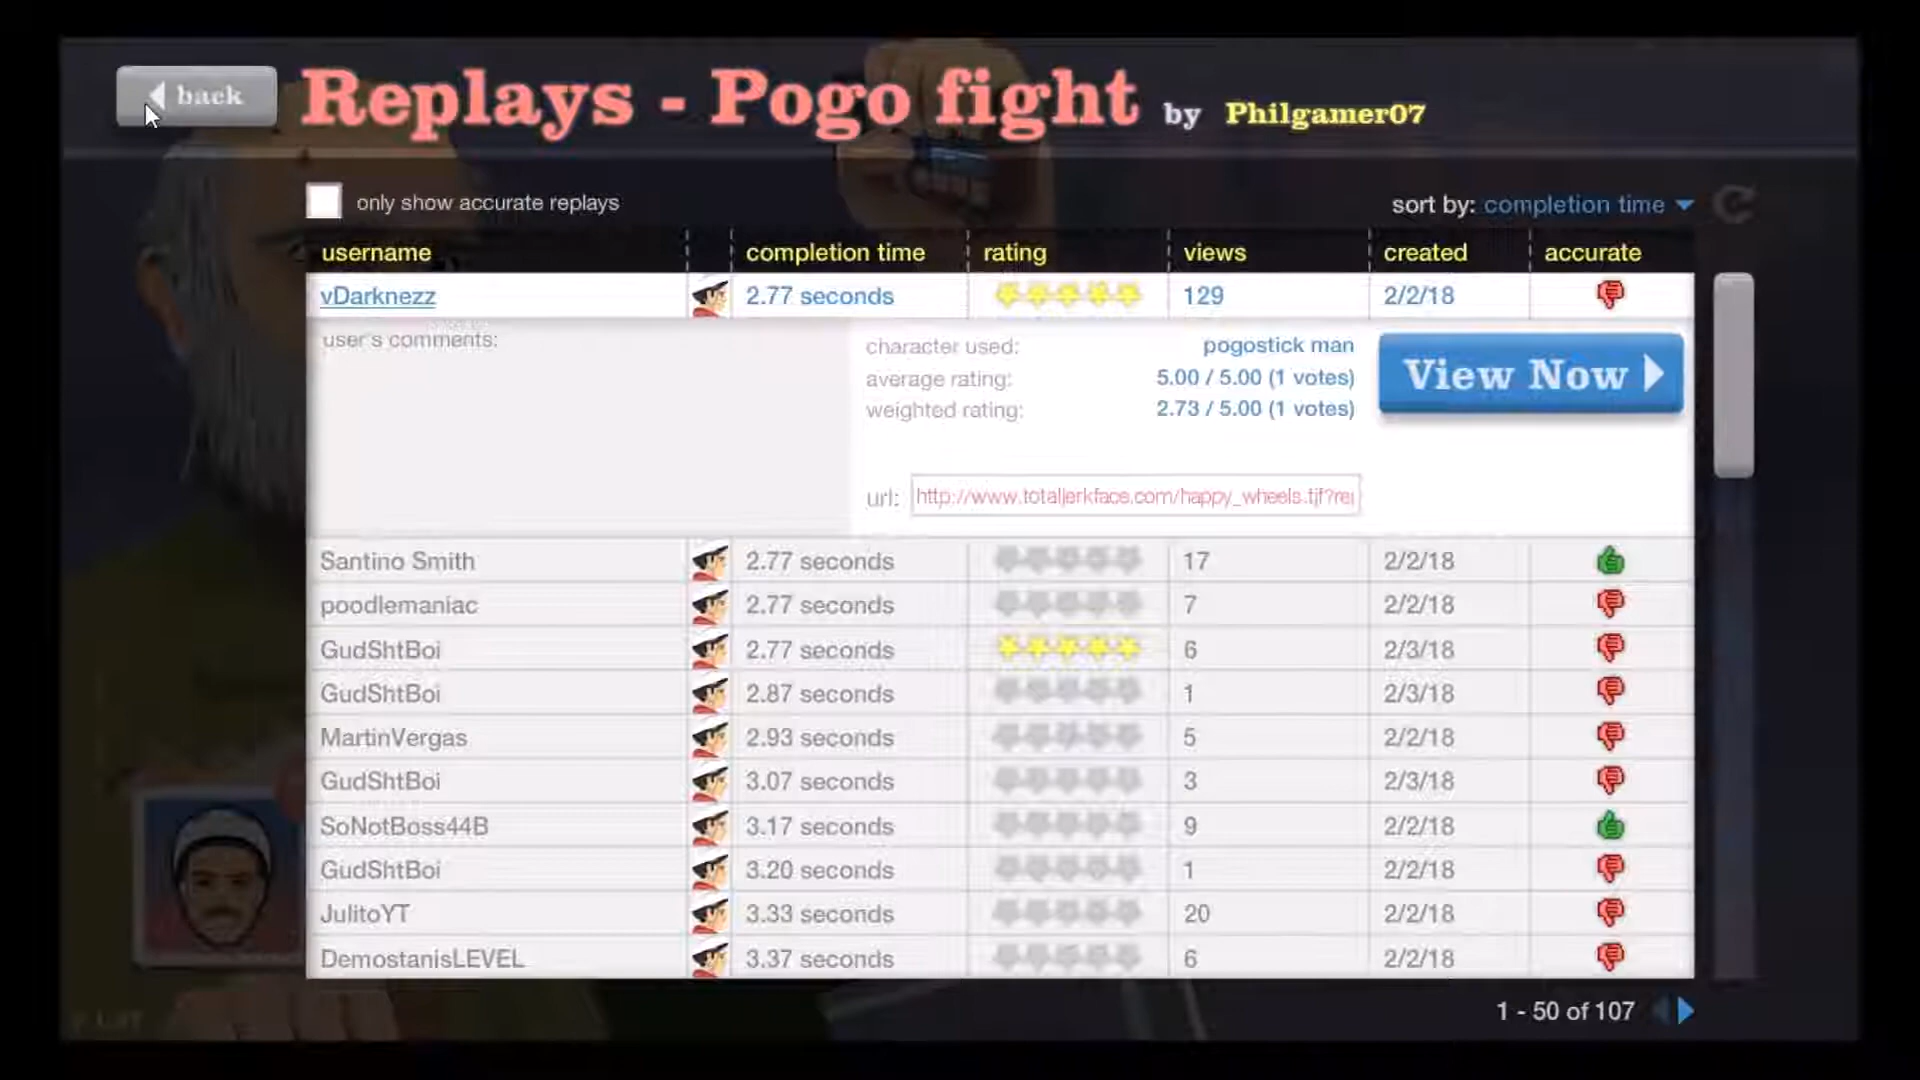 back
Replays - Pogo fight by Philgamer07
only show accurate replays
sort by: completion time
username completion time rating views created accurate
vDarknezz 2.77 seconds 129 2/2/18
user's comments:
character used: pogostick man
average rating: 5.00 / 5.00 (1 votes)
weighted rating: 2.73 / 5.00 (1 votes)
View Now
url: http://www.totaljerkface.com/happy_wheels.tjf?re
Santino Smith 2.77 seconds 17 2/2/18
poodlemaniac 2.77 seconds 7 2/2/18
GudShtBoi 2.77 seconds 6 2/3/18
GudShtBoi 2.87 seconds 1 2/3/18
MartinVergas 2.93 seconds 5 2/2/18
GudShtBoi 3.07 seconds 3 2/3/18
SoNotBoss44B 3.17 seconds 9 2/2/18
GudShtBoi 3.20 seconds 1 2/2/18
JulitoYT 3.33 seconds 20 2/2/18
DemostanisLEVEL 3.37 seconds 6 2/2/18
1 - 50 of 107